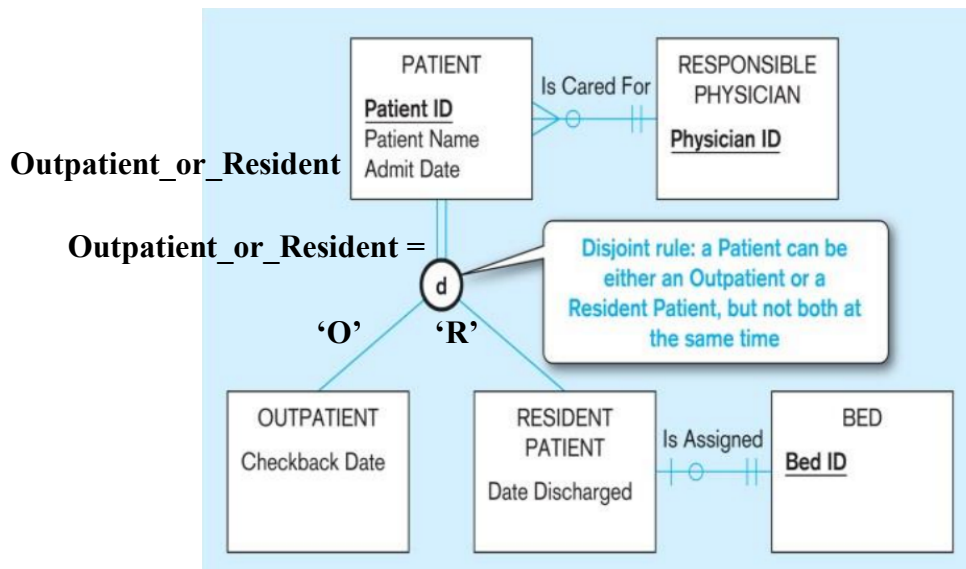 PATIENT
Patient ID
Patient Name
Admit Date
Outpatient_or_Resident
Is Cared For
RESPONSIBLE
PHYSICIAN
Physician ID
Outpatient_or_Resident =
d
Disjoint rule: a Patient can be
either an Outpatient or a
Resident Patient, but not both at
the same time
‘O’
‘R’
OUTPATIENT
Checkback Date
RESIDENT
PATIENT
Date Discharged
Is Assigned
BED
Bed ID